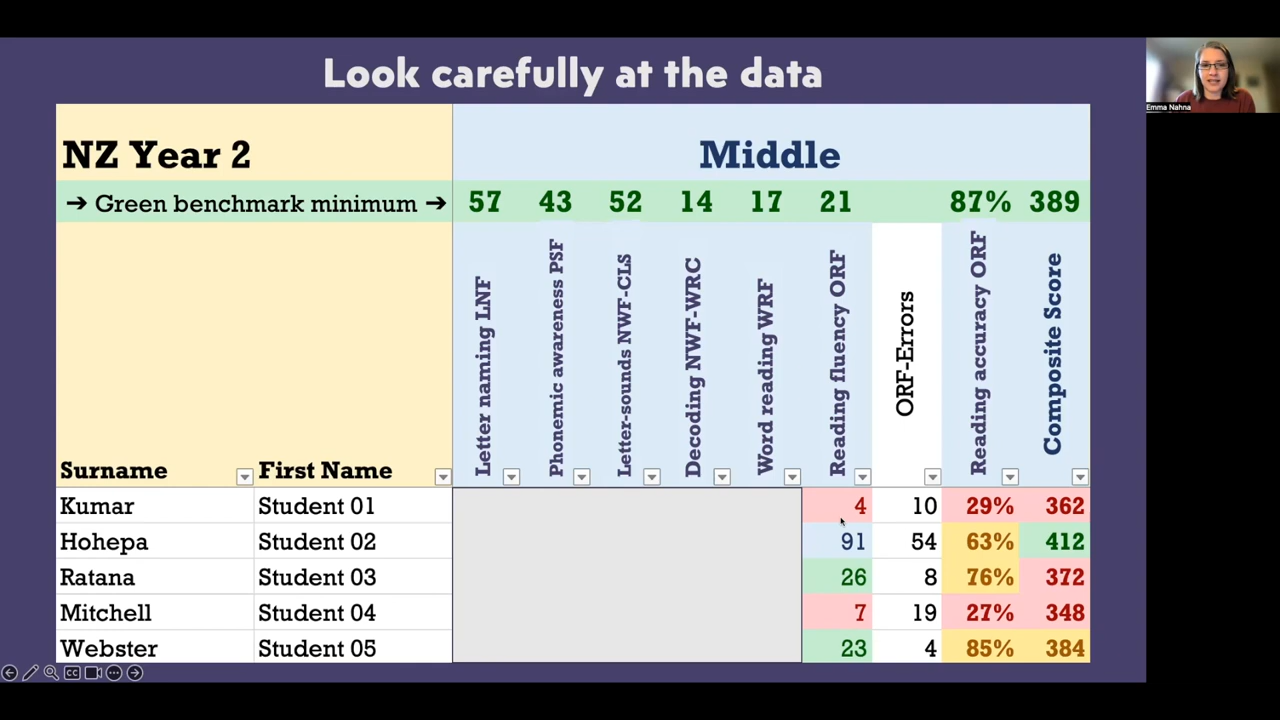 Look carefully at the data
Emma Nahna
NZ Year 2
Middle
→ Green benchmark minimum → 57 43 52 14 17 21 87% 389
Letter naming LNF
Phonemic awareness PSF
Letter-sounds NWF-CLS
Decoding NWF-WRC
Word reading WRF
Reading fluency ORF
ORF-Errors
Reading accuracy ORF
Composite Score
Surname First Name
Kumar Student 01 4 10 29% 362
Hohepa Student 02 91 54 63% 412
Ratana Student 03 26 8 76% 372
Mitchell Student 04 7 19 27% 348
Webster Student 05 23 4 85% 384
CC